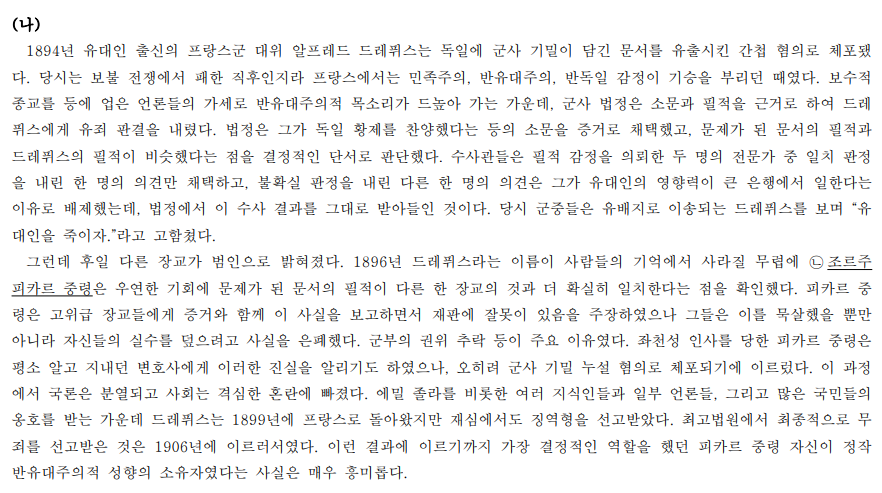 (나)
1894년 유대인 출신의 프랑스군 대위 알프레드 드레퓌스는 독일에 군사 기밀이 담긴 문서를 유출시킨 간첩 혐의로 체포됐
다. 당시는 보불 전쟁에서 패한 직후인지라 프랑스에서는 민족주의, 반유대주의, 반독일 감정이 기승을 부리던 때였다. 보수적
종교를 등에 업은 언론들의 가세로 반유대주의적 목소리가 드높아 가는 가운데, 군사 법정은 소문과 필적을 근거로 하여 드레
퓌스에게 유죄 판결을 내렸다. 법정은 그가 독일 황제를 찬양했다는 등의 소문을 증거로 채택했고, 문제가 된 문서의 필적과
드레퓌스의 필적이 비슷했다는 점을 결정적인 단서로 판단했다. 수사관들은 필적 감정을 의뢰한 두 명의 전문가 중 일치 판정
을 내린 한 명의 의견만 채택하고, 불확실 판정을 내린 다른 한 명의 의견은 그가 유대인의 영향력이 큰 은행에서 일한다는
이유로 배제했는데, 법정에서 이 수사 결과를 그대로 받아들인 것이다. 당시 군중들은 유배지로 이송되는 드레퓌스를 보며 “유
대인을 죽이자.”라고 고함쳤다.
그런데 후일 다른 장교가 범인으로 밝혀졌다. 1896년 드레퓌스라는 이름이 사람들의 기억에서 사라질 무렵에 ㉡조르주
피카르 중령은 우연한 기회에 문제가 된 문서의 필적이 다른 한 장교의 것과 더 확실히 일치한다는 점을 확인했다. 피카르 중
령은 고위급 장교들에게 증거와 함께 이 사실을 보고하면서 재판에 잘못이 있음을 주장하였으나 그들은 이를 묵살했을 뿐만
아니라 자신들의 실수를 덮으려고 사실을 은폐했다. 군부의 권위 추락 등이 주요 이유였다. 좌천성 인사를 당한 피카르 중령은
평소 알고 지내던 변호사에게 이러한 진실을 알리기도 하였으나, 오히려 군사 기밀 누설 혐의로 체포되기에 이르렀다. 이 과정
에서 국론은 분열되고 사회는 격심한 혼란에 빠졌다. 에밀 졸라를 비롯한 여러 지식인들과 일부 언론들, 그리고 많은 국민들의
옹호를 받는 가운데 드레퓌스는 1899년에 프랑스로 돌아왔지만 재심에서도 징역형을 선고받았다. 최고법원에서 최종적으로 무
죄를 선고받은 것은 1906년에 이르러서였다. 이런 결과에 이르기까지 가장 결정적인 역할을 했던 피카르 중령 자신이 정작
반유대주의적 성향의 소유자였다는 사실은 매우 흥미롭다.